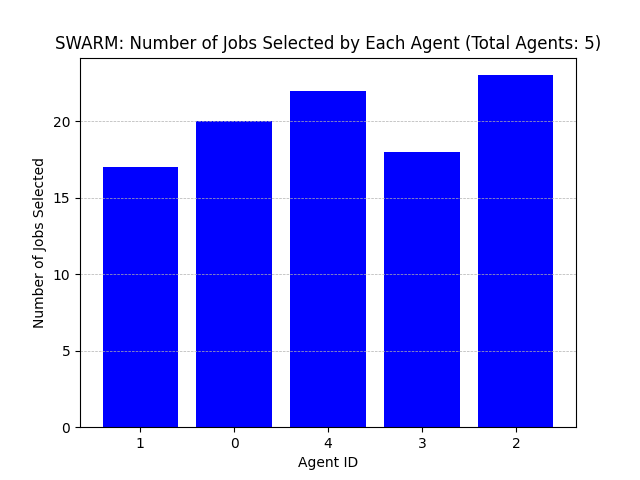 SWARM: Number of Jobs Selected by Each Agent (Total Agents: 5)
Number of Jobs Selected
20
15
10
5
0
1 0 4 3 2
Agent ID